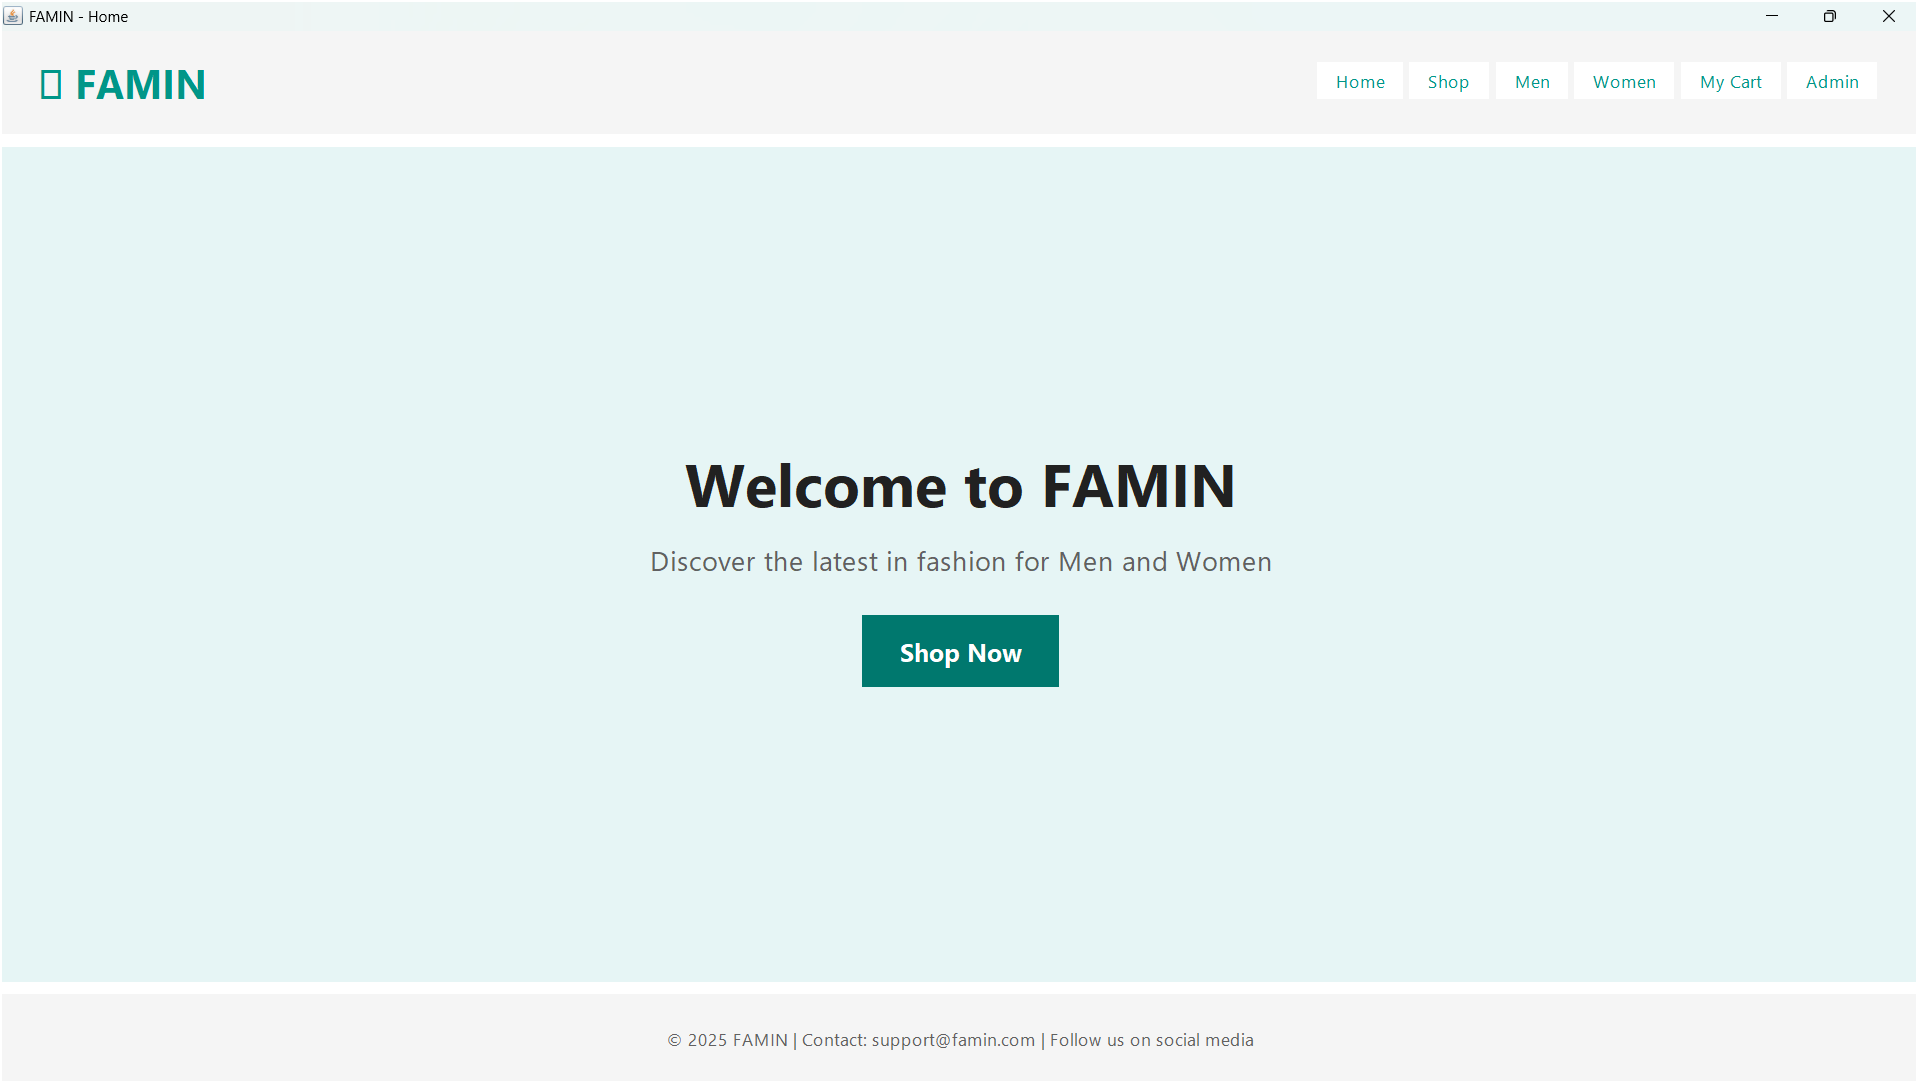 FAMIN - Home
FAMIN
Home
Shop
Men
Women
My Cart
Admin
Welcome to FAMIN
Discover the latest in fashion for Men and Women
Shop Now
© 2025 FAMIN | Contact: support@famin.com | Follow us on social media